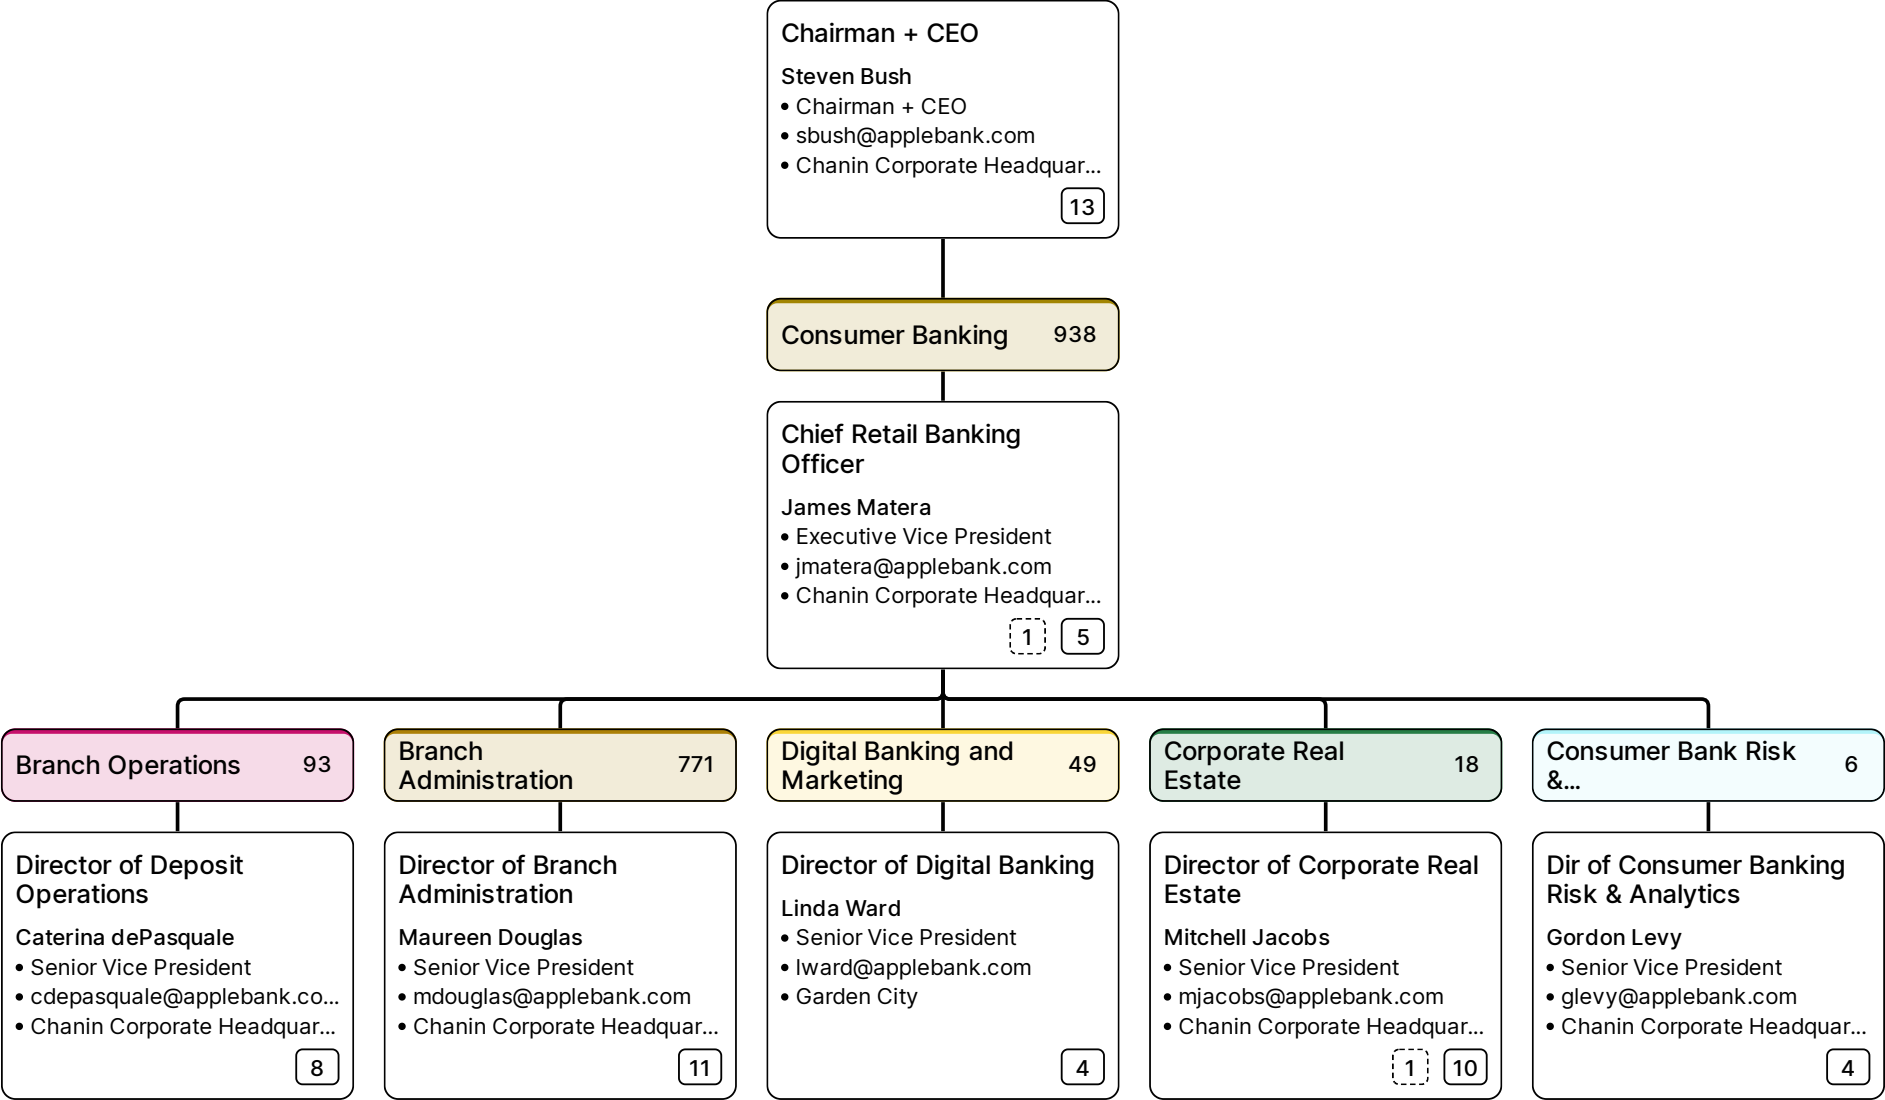 Chairman + CEO
Steven Bush
• Chairman + CEO
• sbush@applebank.com
• Chanin Corporate Headquar...
13
Consumer Banking 938
Chief Retail Banking
Officer
James Matera
• Executive Vice President
• jmatera@applebank.com
• Chanin Corporate Headquar...
1 5
Branch Operations 93
Branch
Administration 771
Digital Banking and
Marketing 49
Corporate Real
Estate 18
Consumer Bank Risk
&... 6
Director of Deposit
Operations
Caterina dePasquale
• Senior Vice President
• cdepasquale@applebank.co...
• Chanin Corporate Headquar...
8
Director of Branch
Administration
Maureen Douglas
• Senior Vice President
• mdouglas@applebank.com
• Chanin Corporate Headquar...
11
Director of Digital Banking
Linda Ward
• Senior Vice President
• lward@applebank.com
• Garden City
4
Director of Corporate Real
Estate
Mitchell Jacobs
• Senior Vice President
• mjacobs@applebank.com
• Chanin Corporate Headquar...
1 10
Dir of Consumer Banking
Risk & Analytics
Gordon Levy
• Senior Vice President
• glevy@applebank.com
• Chanin Corporate Headquar...
4